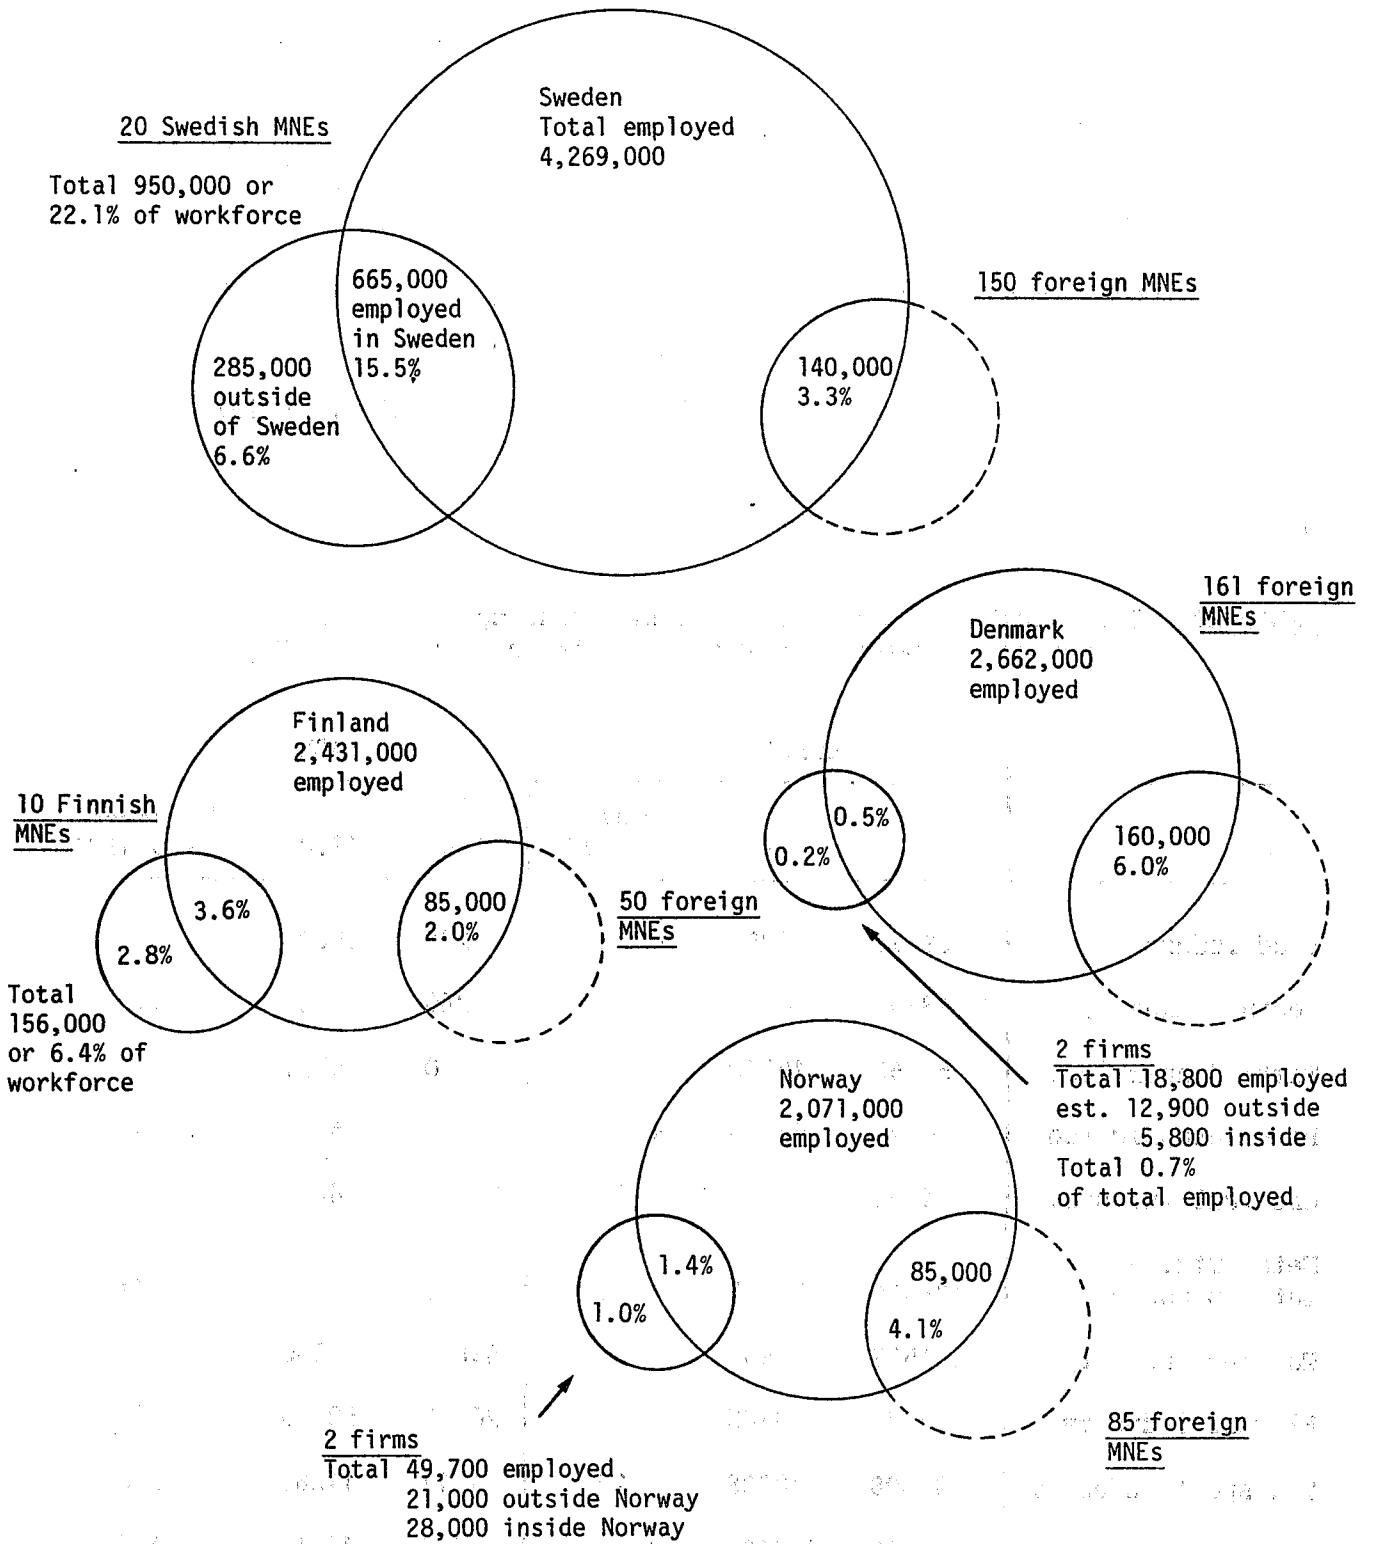 Sweden
Total employed
4,269,000
20 Swedish MNEs
Total 950,000 or
22.1% of workforce
665,000
employed
in Sweden
15.5%
285,000
outside
of Sweden
6.6%
150 foreign MNEs
140,000
3.3%
161 foreign
MNEs
Denmark
2,662,000
employed
0.5%
0.2%
160,000
6.0%
Finland
2,431,000
employed
10 Finnish
MNEs
3.6%
2.8%
Total
156,000
or 6.4% of
workforce
85,000
2.0%
50 foreign
MNEs
2 firms
Total 18,800 employed
est. 12,900 outside
5,800 inside
Total 0.7%
of total employed
Norway
2,071,000
employed
1.4%
1.0%
85,000
4.1%
85 foreign
MNEs
2 firms
Total 49,700 employed
21,000 outside Norway
28,000 inside Norway